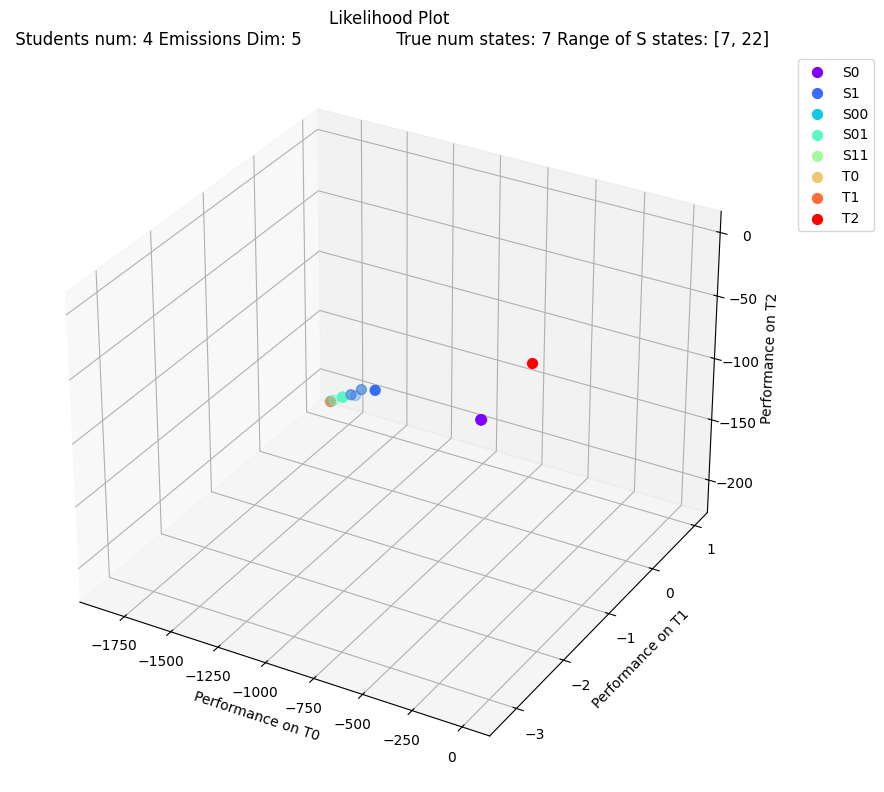 Likelihood Plot
Students num: 4 Emissions Dim: 5 True num states: 7 Range of S states: [7, 22]
S0
S1
S00
S01
S11
T0
T1
T2
0
−50
−100
−150
−200
Performance on T2
1
0
−1
−2
−3
Performance on T1
−1750
−1500
−1250
−1000
−750
−500
−250
0
Performance on T0